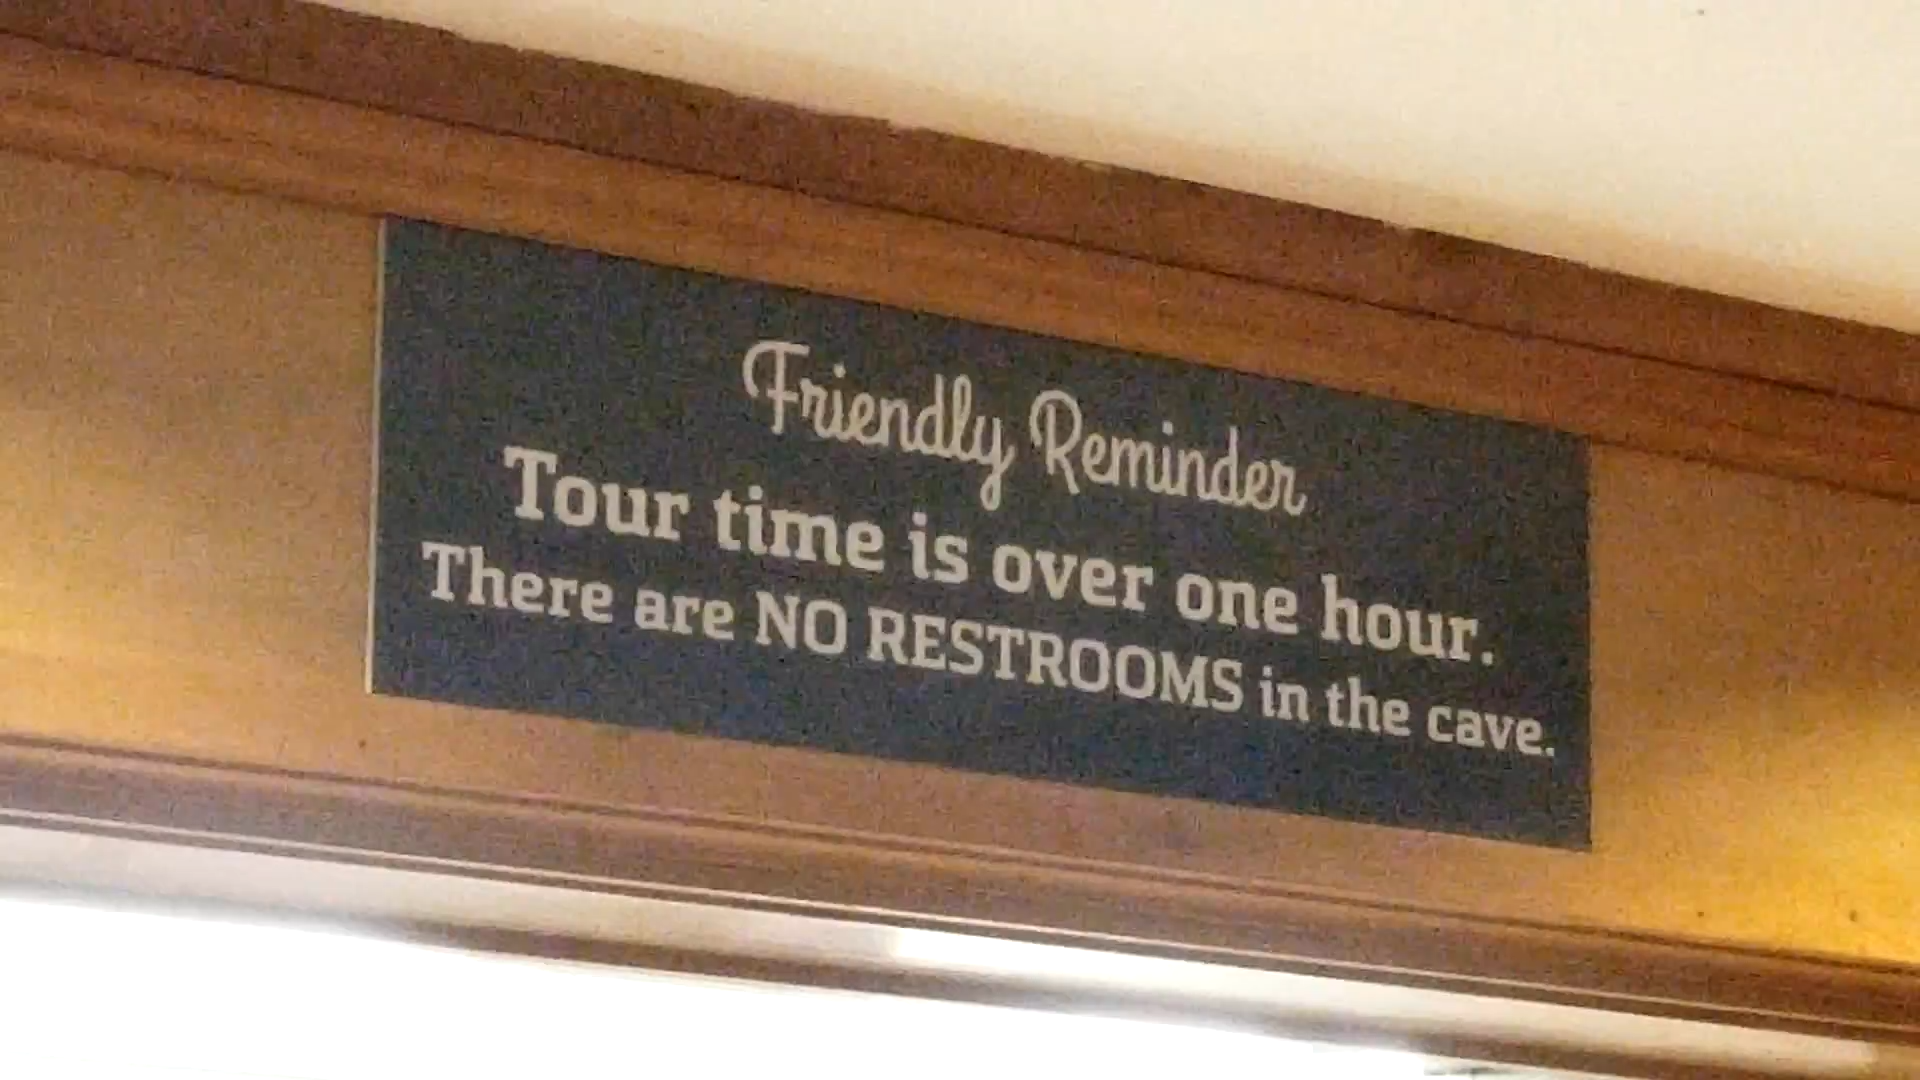 Friendly Reminder
Tour time is over one hour.
There are NO RESTROOMS in the cave.